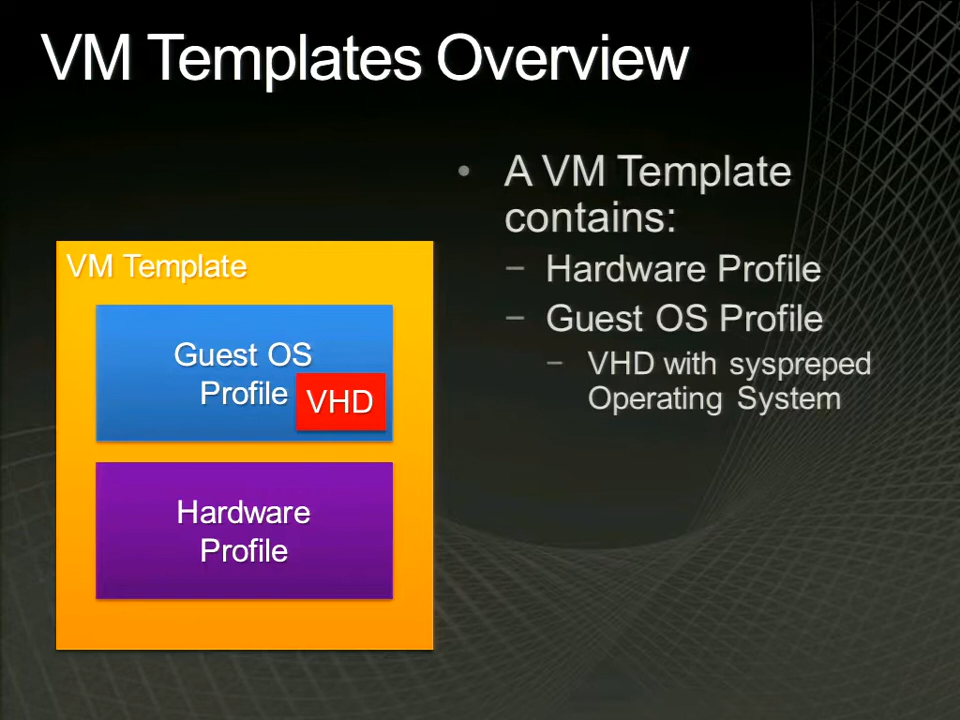 VM Templates Overview
• A VM Template
contains:
− Hardware Profile
− Guest OS Profile
− VHD with syspreped
Operating System
VM Template
Guest OS
Profile
VHD
Hardware
Profile